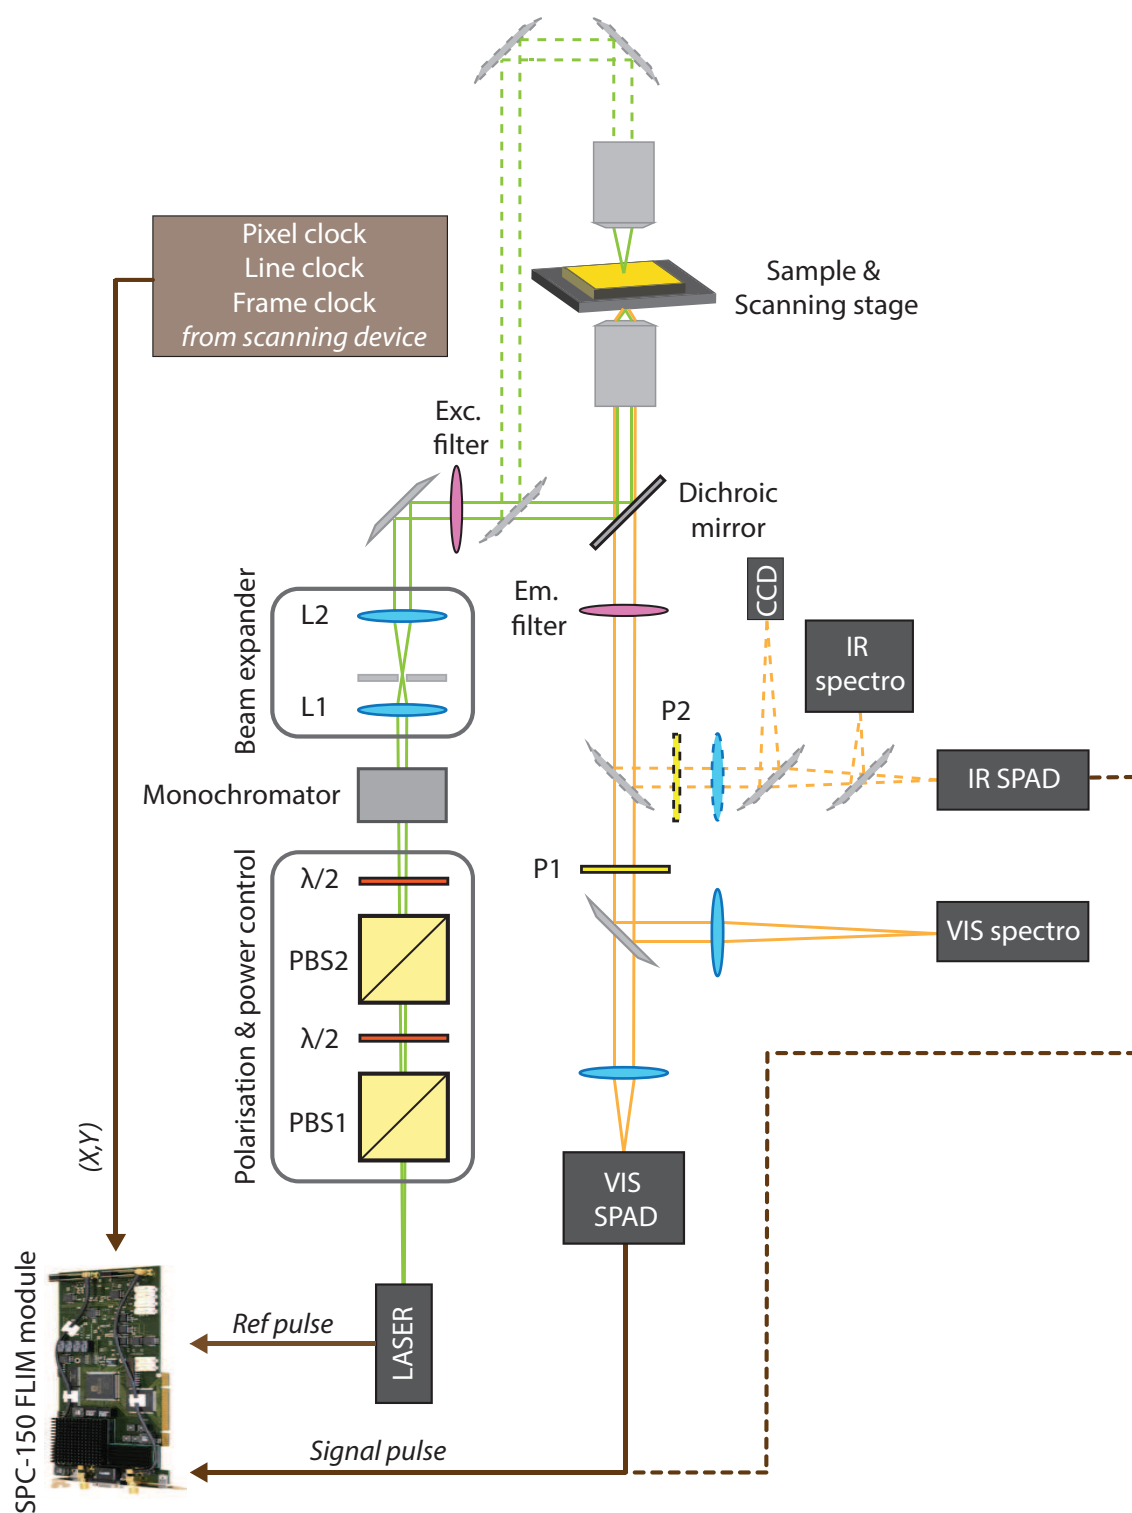 Pixel clock
Line clock
Frame clock
from scanning device
Sample &
Scanning stage
Exc.
filter
Dichroic
mirror
Em.
filter
CCD
IR
spectro
Beam expander
L2
L1
P2
IR SPAD
Monochromator
P1
VIS spectro
Polarisation & power control
λ/2
PBS2
λ/2
PBS1
(X,Y)
VIS
SPAD
SPC-150 FLIM module
Ref pulse
LASER
Signal pulse